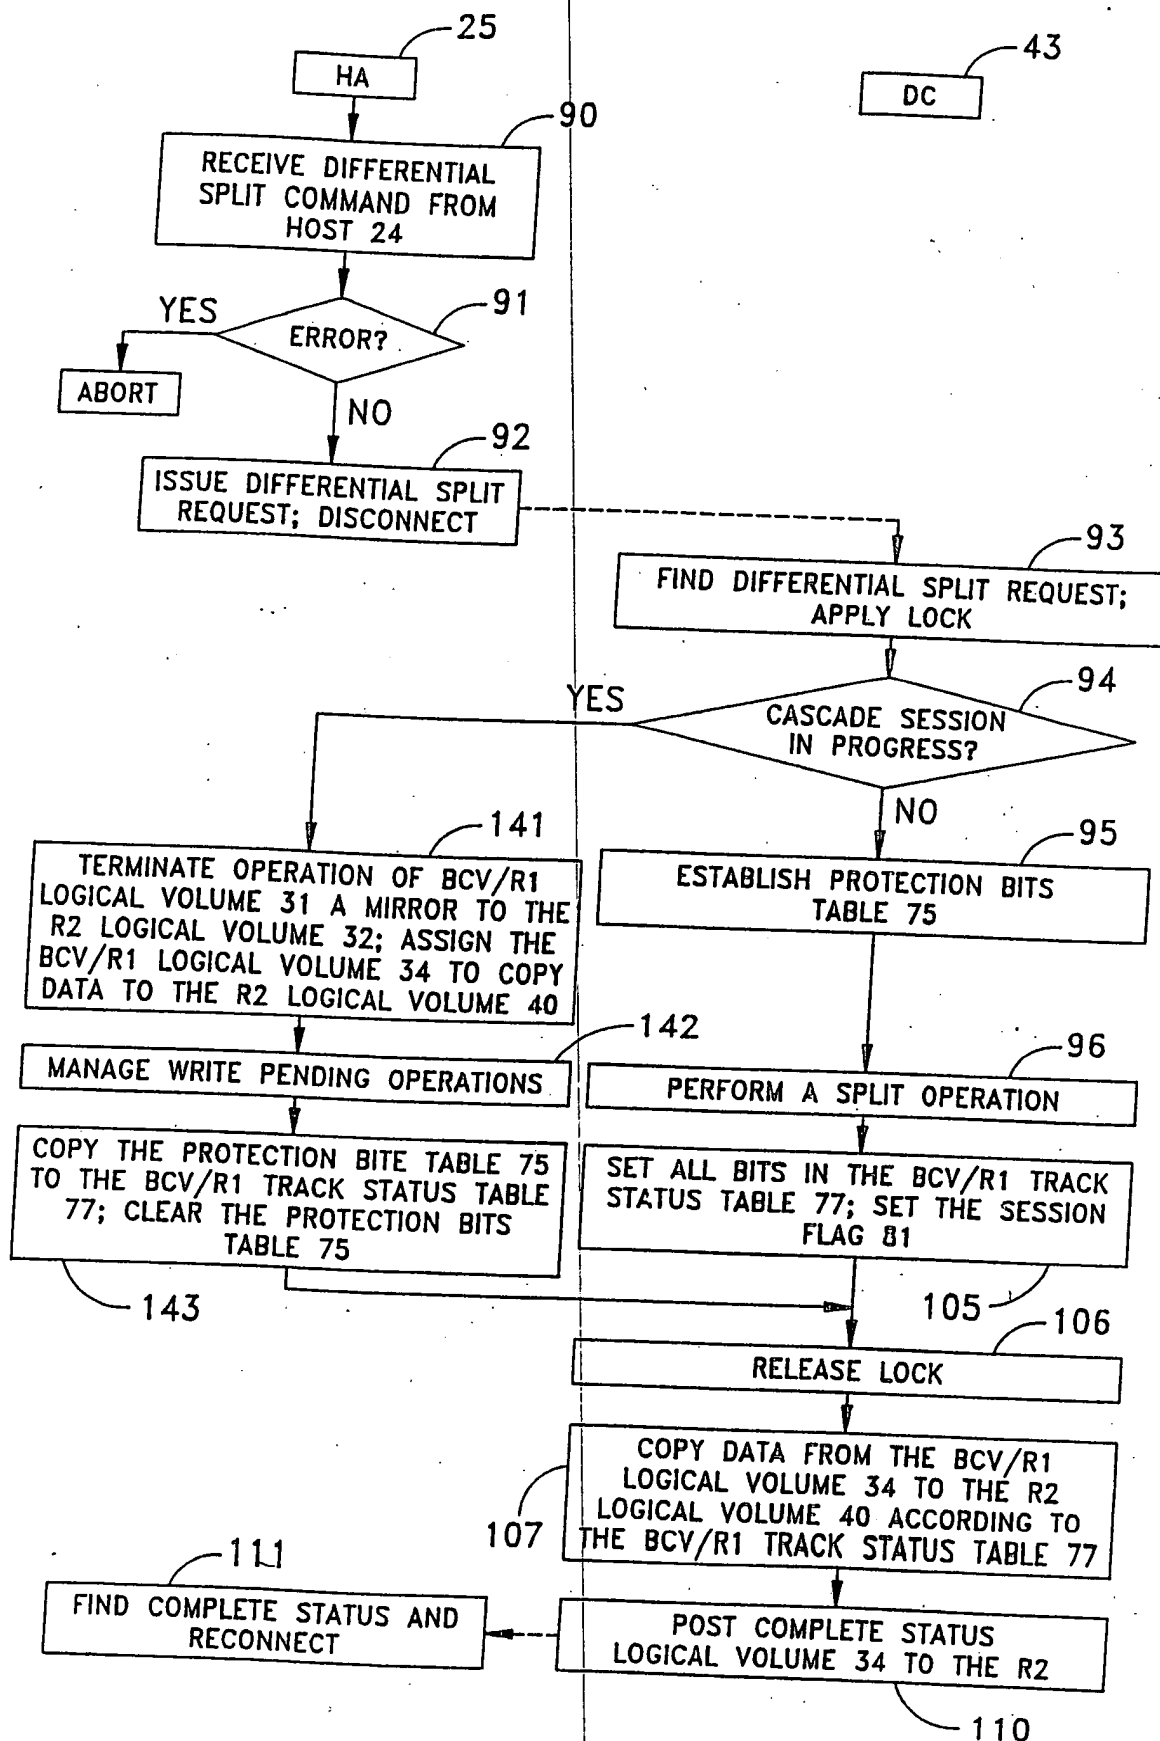 25
HA
43
DC
90
RECEIVE DIFFERENTIAL
SPLIT COMMAND FROM
HOST 24
91
YES
ERROR?
ABORT
NO
92
ISSUE DIFFERENTIAL SPLIT
REQUEST; DISCONNECT
93
FIND DIFFERENTIAL SPLIT REQUEST;
APPLY LOCK
94
YES
CASCADE SESSION
IN PROGRESS?
NO
141
TERMINATE OPERATION OF BCV/R1
LOGICAL VOLUME 31 A MIRROR TO THE
R2 LOGICAL VOLUME 32; ASSIGN THE
BCV/R1 LOGICAL VOLUME 34 TO COPY
DATA TO THE R2 LOGICAL VOLUME 40
95
ESTABLISH PROTECTION BITS
TABLE 75
142
MANAGE WRITE PENDING OPERATIONS
96
PERFORM A SPLIT OPERATION
COPY THE PROTECTION BITE TABLE 75
TO THE BCV/R1 TRACK STATUS TABLE
77; CLEAR THE PROTECTION BITS
TABLE 75
143
SET ALL BITS IN THE BCV/R1 TRACK
STATUS TABLE 77; SET THE SESSION
FLAG 81
105
106
RELEASE LOCK
COPY DATA FROM THE BCV/R1
LOGICAL VOLUME 34 TO THE R2
LOGICAL VOLUME 40 ACCORDING TO
THE BCV/R1 TRACK STATUS TABLE 77
107
111
FIND COMPLETE STATUS AND
RECONNECT
POST COMPLETE STATUS
LOGICAL VOLUME 34 TO THE R2
110